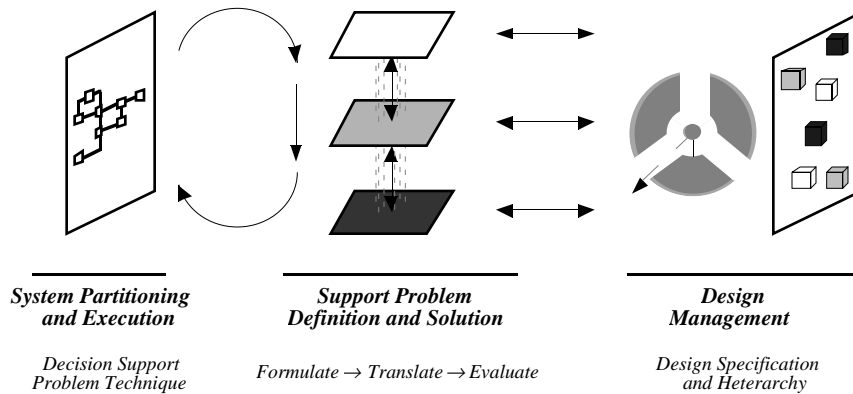 System Partitioning
and Execution
Decision Support
Problem Technique
Support Problem
Definition and Solution
Formulate → Translate → Evaluate
Design
Management
Design Specification
and Heterarchy